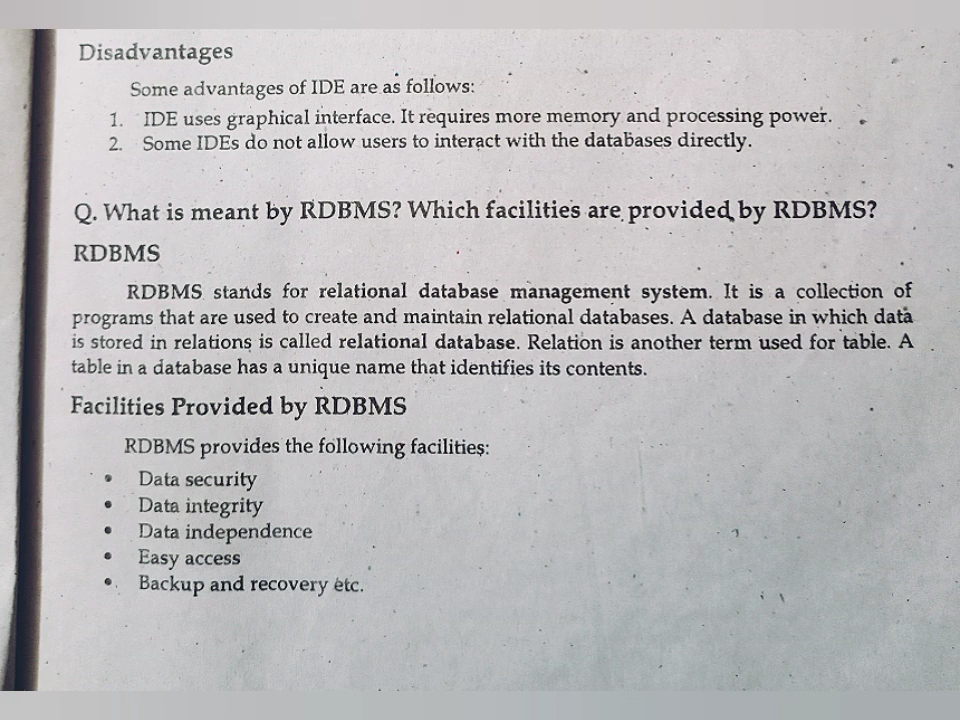 Disadvantages
Some advantages of IDE are as follows:
1. IDE uses graphical interface. It requires more memory and processing power.
2. Some IDEs do not allow users to interact with the databases directly.
Q. What is meant by RDBMS? Which facilities are provided by RDBMS?
RDBMS
RDBMS stands for relational database management system. It is a collection of
programs that are used to create and maintain relational databases. A database in which data
is stored in relations is called relational database. Relation is another term used for table. A
table in a database has a unique name that identifies its contents.
Facilities Provided by RDBMS
RDBMS provides the following facilities:
• Data security
• Data integrity
• Data independence
• Easy access
• Backup and recovery etc.